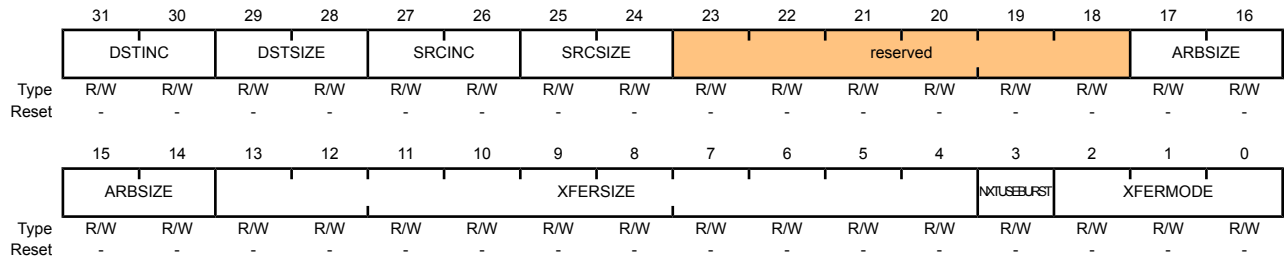 31 30 29 28 27 26 25 24 23 22 21 20 19 18 17 16
DSTINC DSTSIZE SRCINC SRCSIZE reserved ARBSIZE
Type R/W R/W R/W R/W R/W R/W R/W R/W R/W R/W R/W R/W R/W R/W R/W R/W
Reset - - - - - - - - - - - - - - - -
15 14 13 12 11 10 9 8 7 6 5 4 3 2 1 0
ARBSIZE XFERSIZE NXTUSEBURST XFERMODE
Type R/W R/W R/W R/W R/W R/W R/W R/W R/W R/W R/W R/W R/W R/W R/W R/W
Reset - - - - - - - - - - - - - - - -